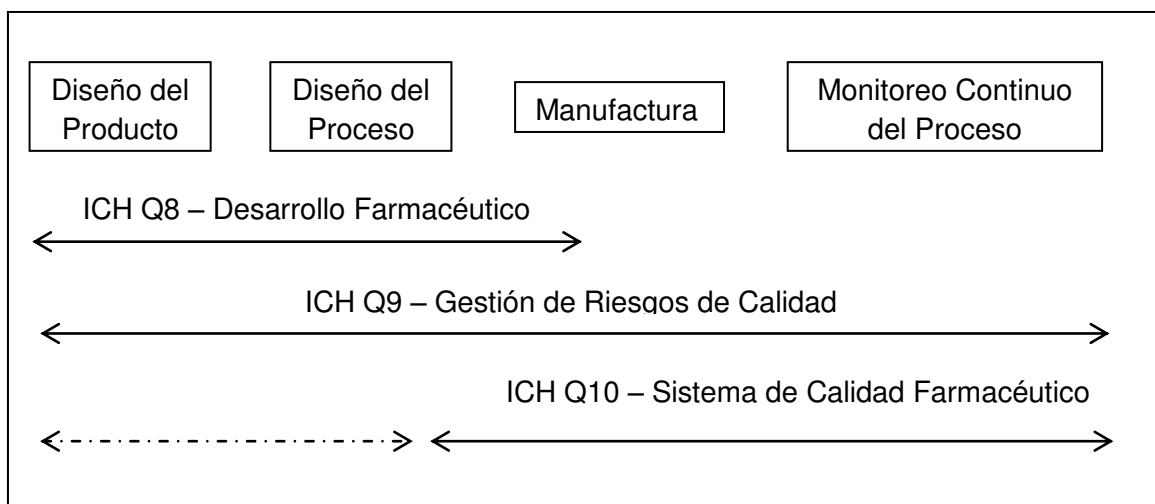 Diseño del
Producto
Diseño del
Proceso
Manufactura
Monitoreo Continuo
del Proceso
ICH Q8 – Desarrollo Farmacéutico
ICH Q9 – Gestión de Riesgos de Calidad
ICH Q10 – Sistema de Calidad Farmacéutico